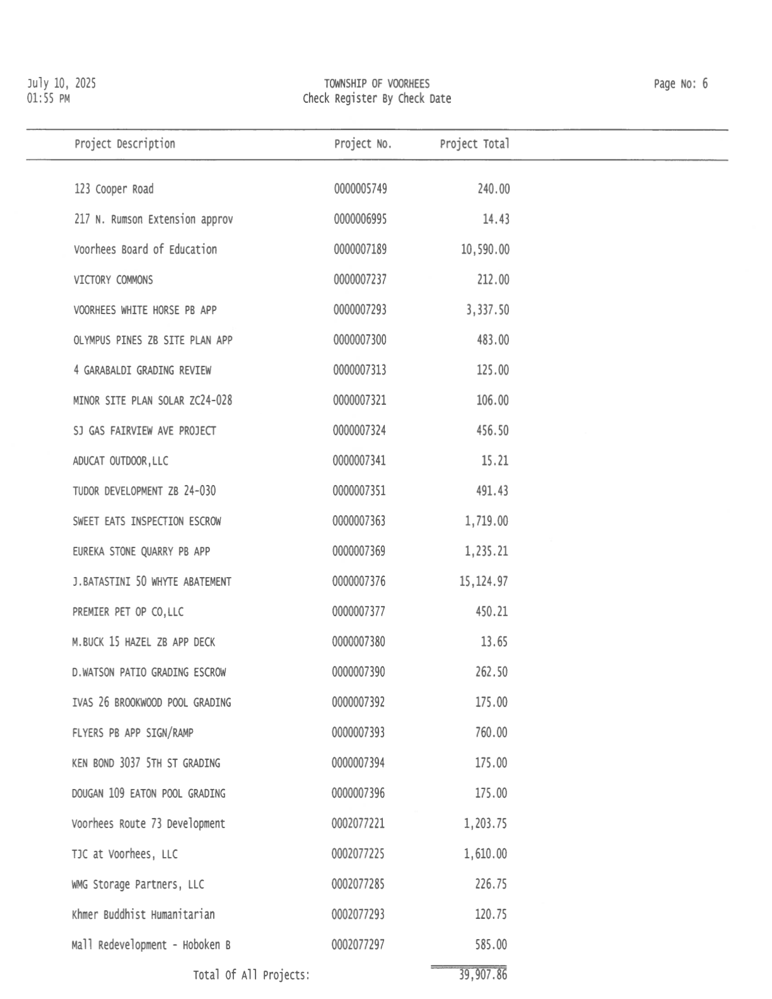 July 10, 2025 TOWNSHIP OF VOORHEES Page No: 6
01:55 PM Check Register By Check Date
Project Description Project No. Project Total
123 Cooper Road 0000005749 240.00
217 N. Rumson Extension approv 0000006995 14.43
Voorhees Board of Education 0000007189 10,590.00
VICTORY COMMONS 0000007237 212.00
VOORHEES WHITE HORSE PB APP 0000007293 3,337.50
OLYMPUS PINES ZB SITE PLAN APP 0000007300 483.00
4 GARABALDI GRADING REVIEW 0000007313 125.00
MINOR SITE PLAN SOLAR ZC24-028 0000007321 106.00
SJ GAS FAIRVIEW AVE PROJECT 0000007324 456.50
ADUCAT OUTDOOR,LLC 0000007341 15.21
TUDOR DEVELOPMENT ZB 24-030 0000007351 491.43
SWEET EATS INSPECTION ESCROW 0000007363 1,719.00
EUREKA STONE QUARRY PB APP 0000007369 1,235.21
J.BATASTINI 50 WHYTE ABATEMENT 0000007376 15,124.97
PREMIER PET OP CO,LLC 0000007377 450.21
M.BUCK 15 HAZEL ZB APP DECK 0000007380 13.65
D.WATSON PATIO GRADING ESCROW 0000007390 262.50
IVAS 26 BROOKWOOD POOL GRADING 0000007392 175.00
FLYERS PB APP SIGN/RAMP 0000007393 760.00
KEN BOND 3037 5TH ST GRADING 0000007394 175.00
DOUGAN 109 EATON POOL GRADING 0000007396 175.00
Voorhees Route 73 Development 0002077221 1,203.75
TJC at Voorhees, LLC 0002077225 1,610.00
WMG Storage Partners, LLC 0002077285 226.75
Khmer Buddhist Humanitarian 0002077293 120.75
Mall Redevelopment - Hoboken B 0002077297 585.00
Total Of All Projects: 39,907.86